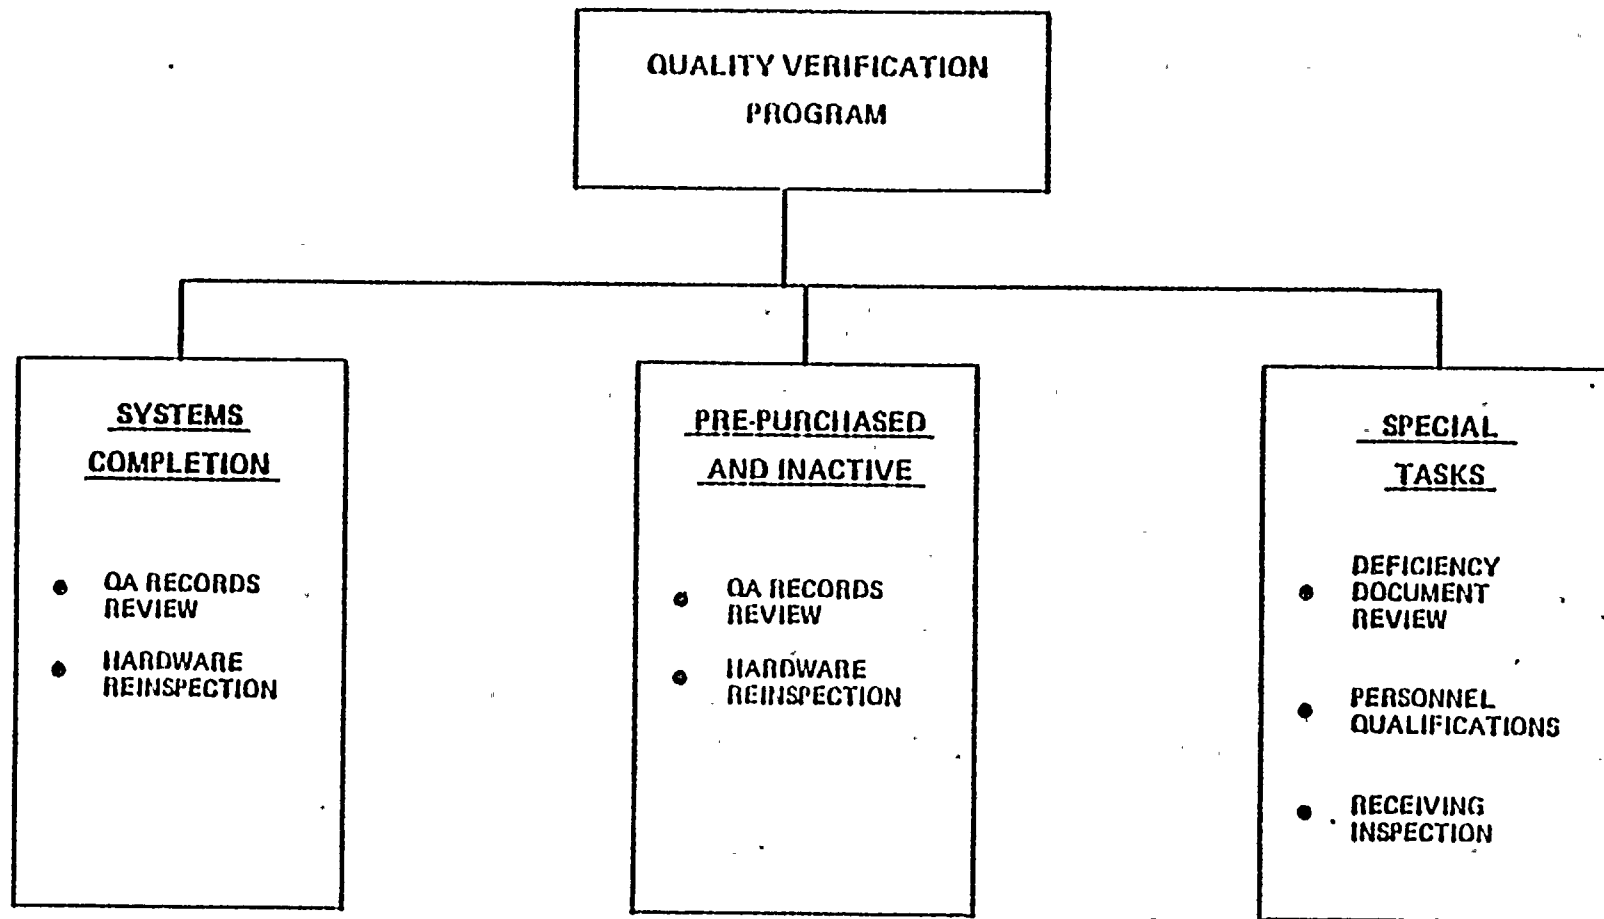 QUALITY VERIFICATION
PROGRAM
SYSTEMS
COMPLETION
• QA RECORDS
REVIEW
• HARDWARE
REINSPECTION
PRE-PURCHASED
AND INACTIVE
• QA RECORDS
REVIEW
• HARDWARE
REINSPECTION
SPECIAL
TASKS
• DEFICIENCY
DOCUMENT
REVIEW
• PERSONNEL
QUALIFICATIONS
• RECEIVING
INSPECTION